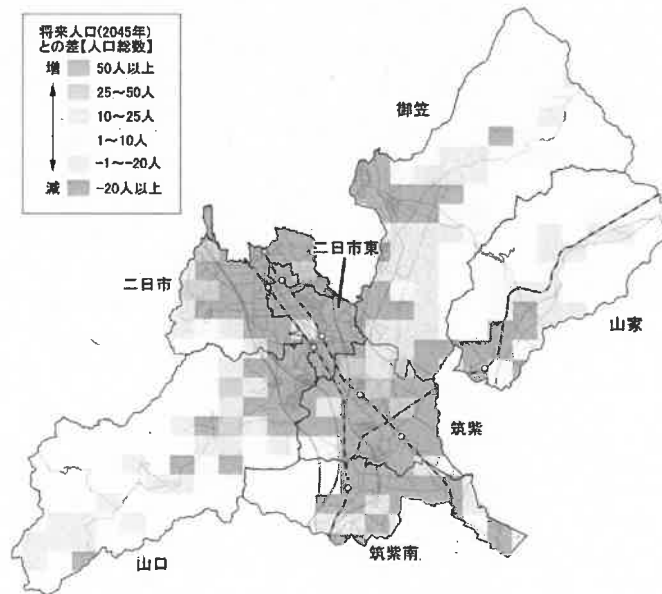 将来人口(2045年)
との差【人口総数】
増 50人以上
25～50人
10～25人
1～10人
-1～-20人
減 -20人以上
御笠
二日市東
二日市
山家
筑紫
筑紫南
山口